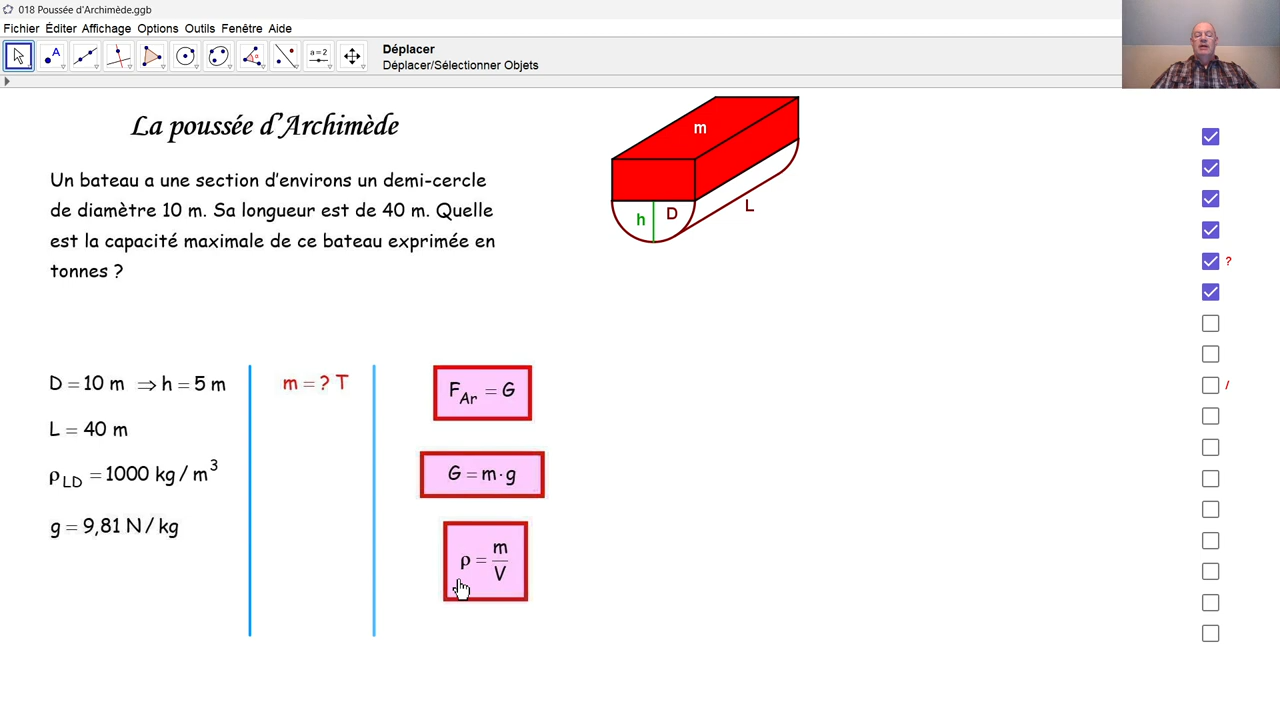 018 Poussée d'Archimède.ggb
Fichier Éditer Affichage Options Outils Fenêtre Aide
A
a=2
Déplacer
Déplacer/Sélectionner Objets
La poussée d'Archimède
Un bateau a une section d'environs un demi-cercle
de diamètre 10 m. Sa longueur est de 40 m. Quelle
est la capacité maximale de ce bateau exprimée en
tonnes ?
m
h D L
?
/
D = 10 m ⇒ h = 5 m
L = 40 m
ρ_LD = 1000 kg / m³
g = 9,81 N / kg
m = ? T
F_Ar = G
G = m · g
ρ = m / V